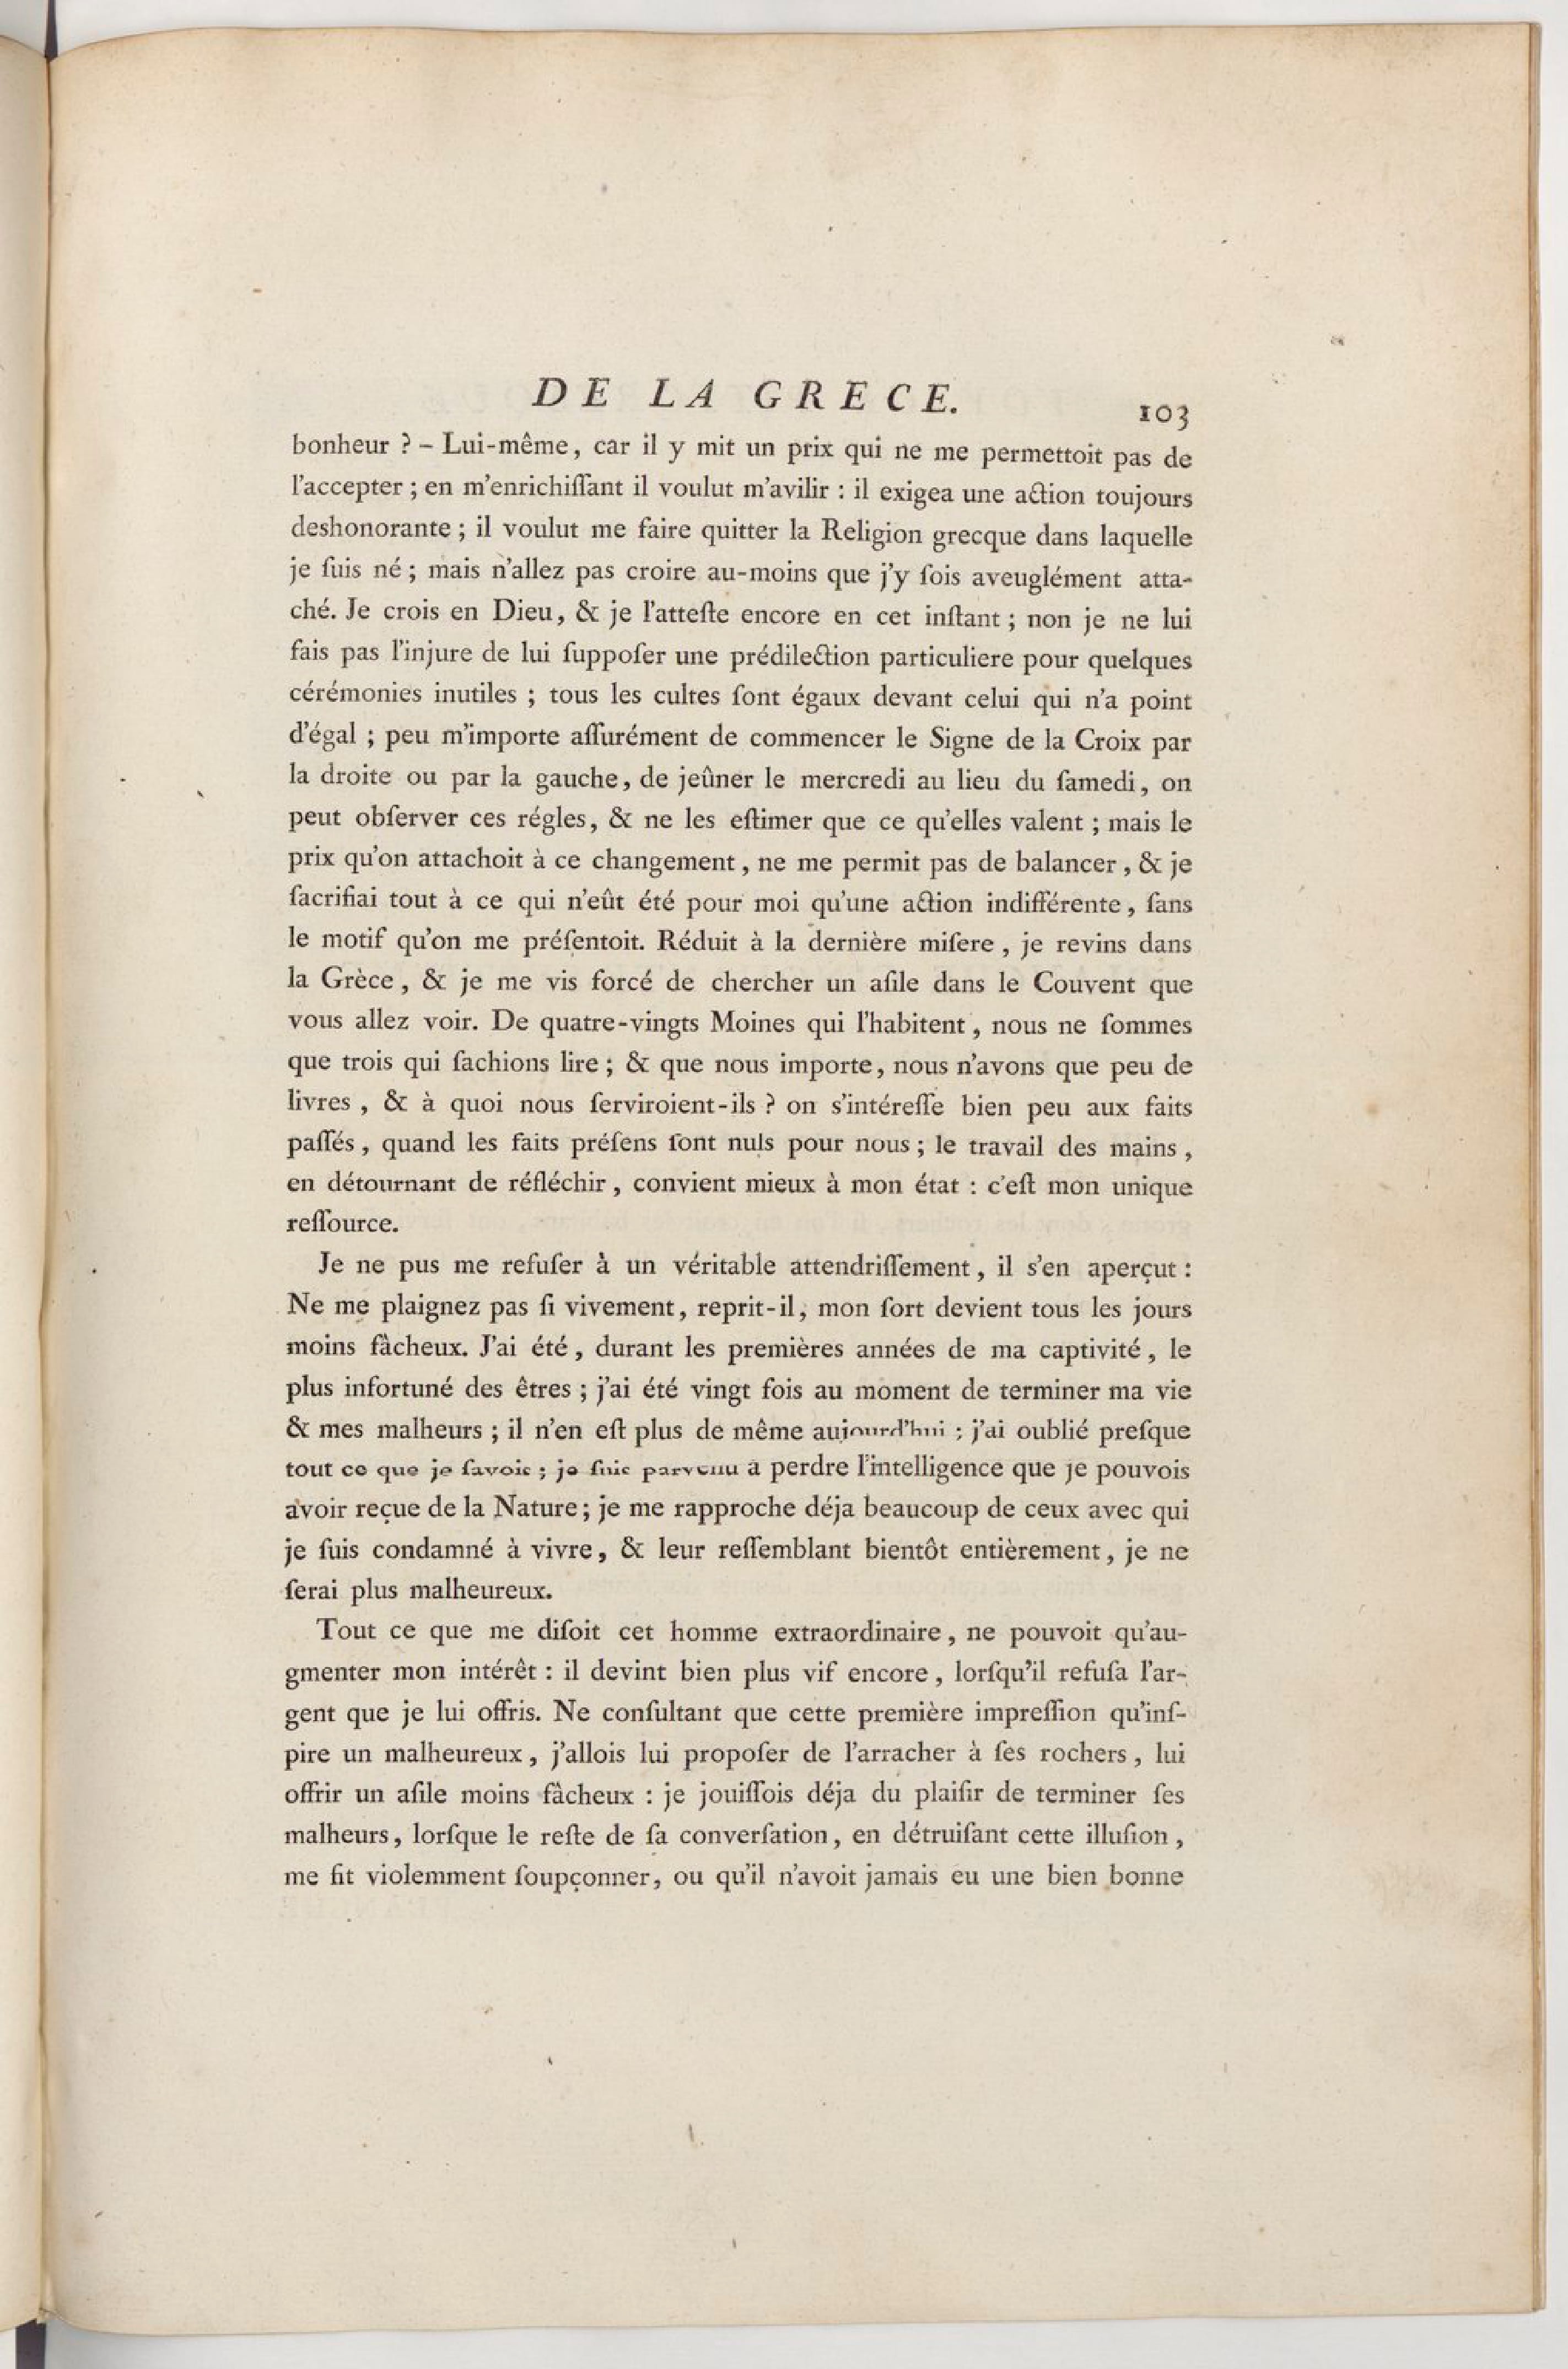 DE LA GRECE.
103
bonheur ? – Lui-même, car il y mit un prix qui ne me permettoit pas de
l'accepter ; en m'enrichiſſant il voulut m'avilir : il exigea une action toujours
deshonorante ; il voulut me faire quitter la Religion grecque dans laquelle
je ſuis né ; mais n'allez pas croire au-moins que j'y ſois aveuglément atta-
ché. Je crois en Dieu, & je l'atteſte encore en cet inſtant ; non je ne lui
fais pas l'injure de lui ſuppoſer une prédilection particuliere pour quelques
cérémonies inutiles ; tous les cultes ſont égaux devant celui qui n'a point
d'égal ; peu m'importe aſſurément de commencer le Signe de la Croix par
la droite ou par la gauche, de jeûner le mercredi au lieu du ſamedi, on
peut obſerver ces régles, & ne les eſtimer que ce qu'elles valent ; mais le
prix qu'on attachoit à ce changement, ne me permit pas de balancer, & je
ſacrifiai tout à ce qui n'eût été pour moi qu'une action indifférente, ſans
le motif qu'on me préſentoit. Réduit à la dernière miſere, je revins dans
la Grèce, & je me vis forcé de chercher un aſile dans le Couvent que
vous allez voir. De quatre-vingts Moines qui l'habitent, nous ne ſommes
que trois qui ſachions lire ; & que nous importe, nous n'avons que peu de
livres, & à quoi nous ſerviroient-ils ? on s'intéreſſe bien peu aux faits
paſſés, quand les faits préſens ſont nuls pour nous ; le travail des mains,
en détournant de réfléchir, convient mieux à mon état : c'eſt mon unique
reſſource.
Je ne pus me refuſer à un véritable attendriſſement, il s'en aperçut :
Ne me plaignez pas ſi vivement, reprit-il, mon ſort devient tous les jours
moins fâcheux. J'ai été, durant les premières années de ma captivité, le
plus infortuné des êtres ; j'ai été vingt fois au moment de terminer ma vie
& mes malheurs ; il n'en eſt plus de même aujourd'hui ; j'ai oublié preſque
tout ce que je ſavois ; je ſuis parvenu à perdre l'intelligence que je pouvois
avoir reçue de la Nature ; je me rapproche déja beaucoup de ceux avec qui
je ſuis condamné à vivre, & leur reſſemblant bientôt entièrement, je ne
ſerai plus malheureux.
Tout ce que me diſoit cet homme extraordinaire, ne pouvoit qu'au-
gmenter mon intérêt : il devint bien plus vif encore, lorſqu'il refuſa l'ar-
gent que je lui offris. Ne conſultant que cette première impreſſion qu'inſ-
pire un malheureux, j'allois lui propoſer de l'arracher à ſes rochers, lui
offrir un aſile moins fâcheux : je jouiſſois déja du plaiſir de terminer ſes
malheurs, lorſque le reſte de ſa converſation, en détruiſant cette illuſion,
me fit violemment ſoupçonner, ou qu'il n'avoit jamais eu une bien bonne